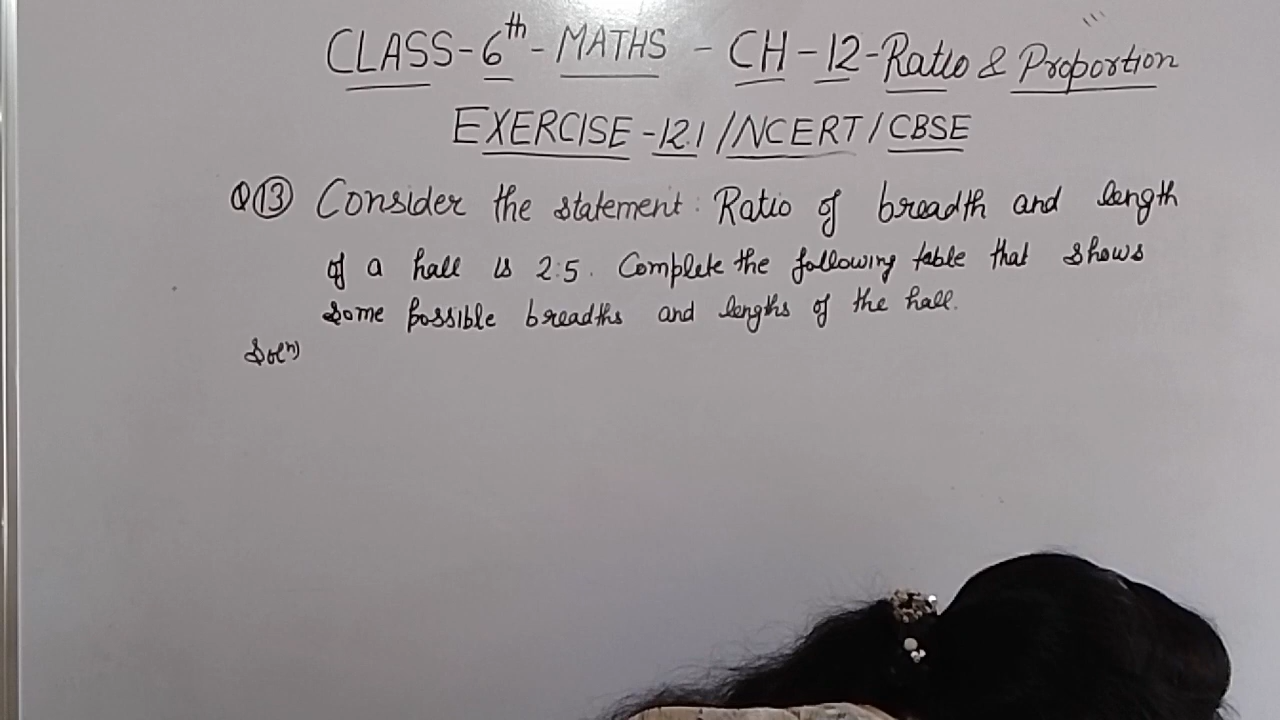 CLASS-6th-MATHS - CH-12-Ratio & Proportion
EXERCISE-12.1/NCERT/CBSE
Q13 Consider the statement: Ratio of breadth and length
of a hall is 2:5. Complete the following table that shows
some possible breadths and lengths of the hall.
Soln)